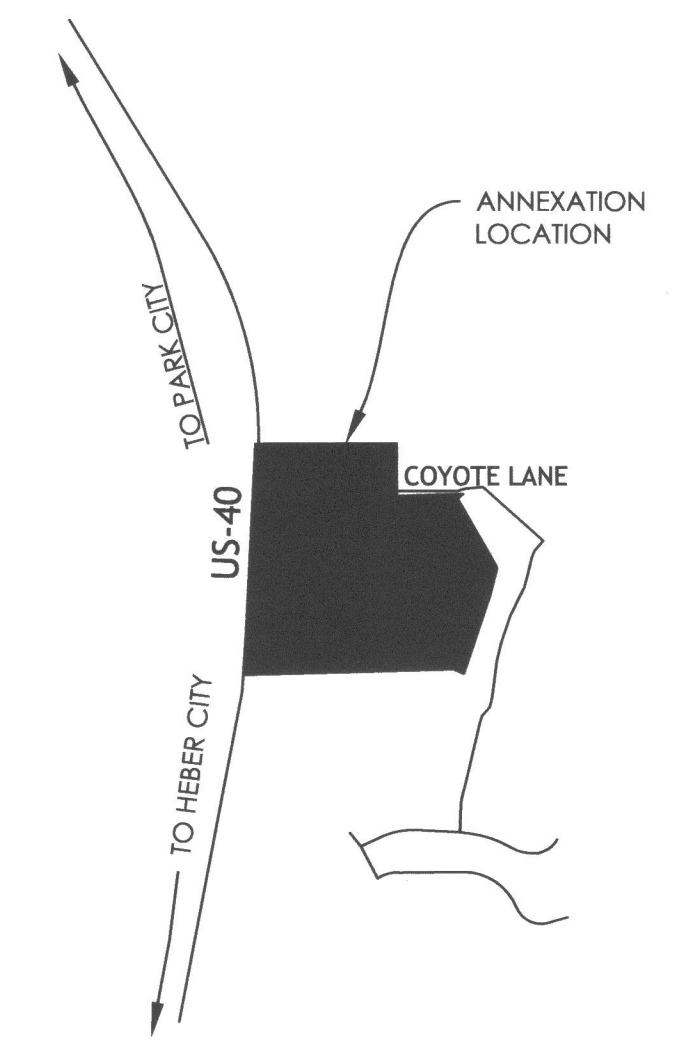 ANNEXATION
LOCATION
TO PARK CITY
COYOTE LANE
US-40
TO HEBER CITY